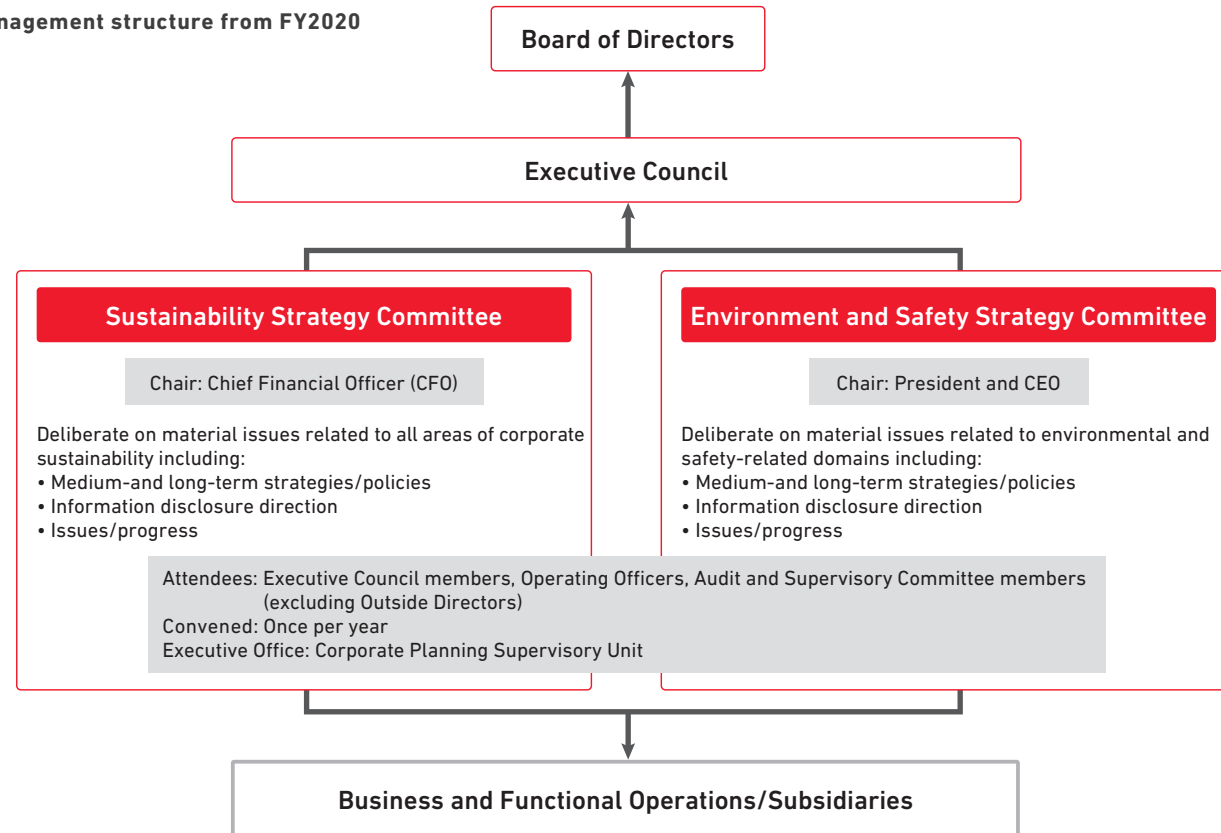 nagement structure from FY2020
Board of Directors
Executive Council
Sustainability Strategy Committee
Chair: Chief Financial Officer (CFO)
Deliberate on material issues related to all areas of corporate
sustainability including:
• Medium-and long-term strategies/policies
• Information disclosure direction
• Issues/progress
Environment and Safety Strategy Committee
Chair: President and CEO
Deliberate on material issues related to environmental and
safety-related domains including:
• Medium-and long-term strategies/policies
• Information disclosure direction
• Issues/progress
Attendees: Executive Council members, Operating Officers, Audit and Supervisory Committee members
(excluding Outside Directors)
Convened: Once per year
Executive Office: Corporate Planning Supervisory Unit
Business and Functional Operations/Subsidiaries